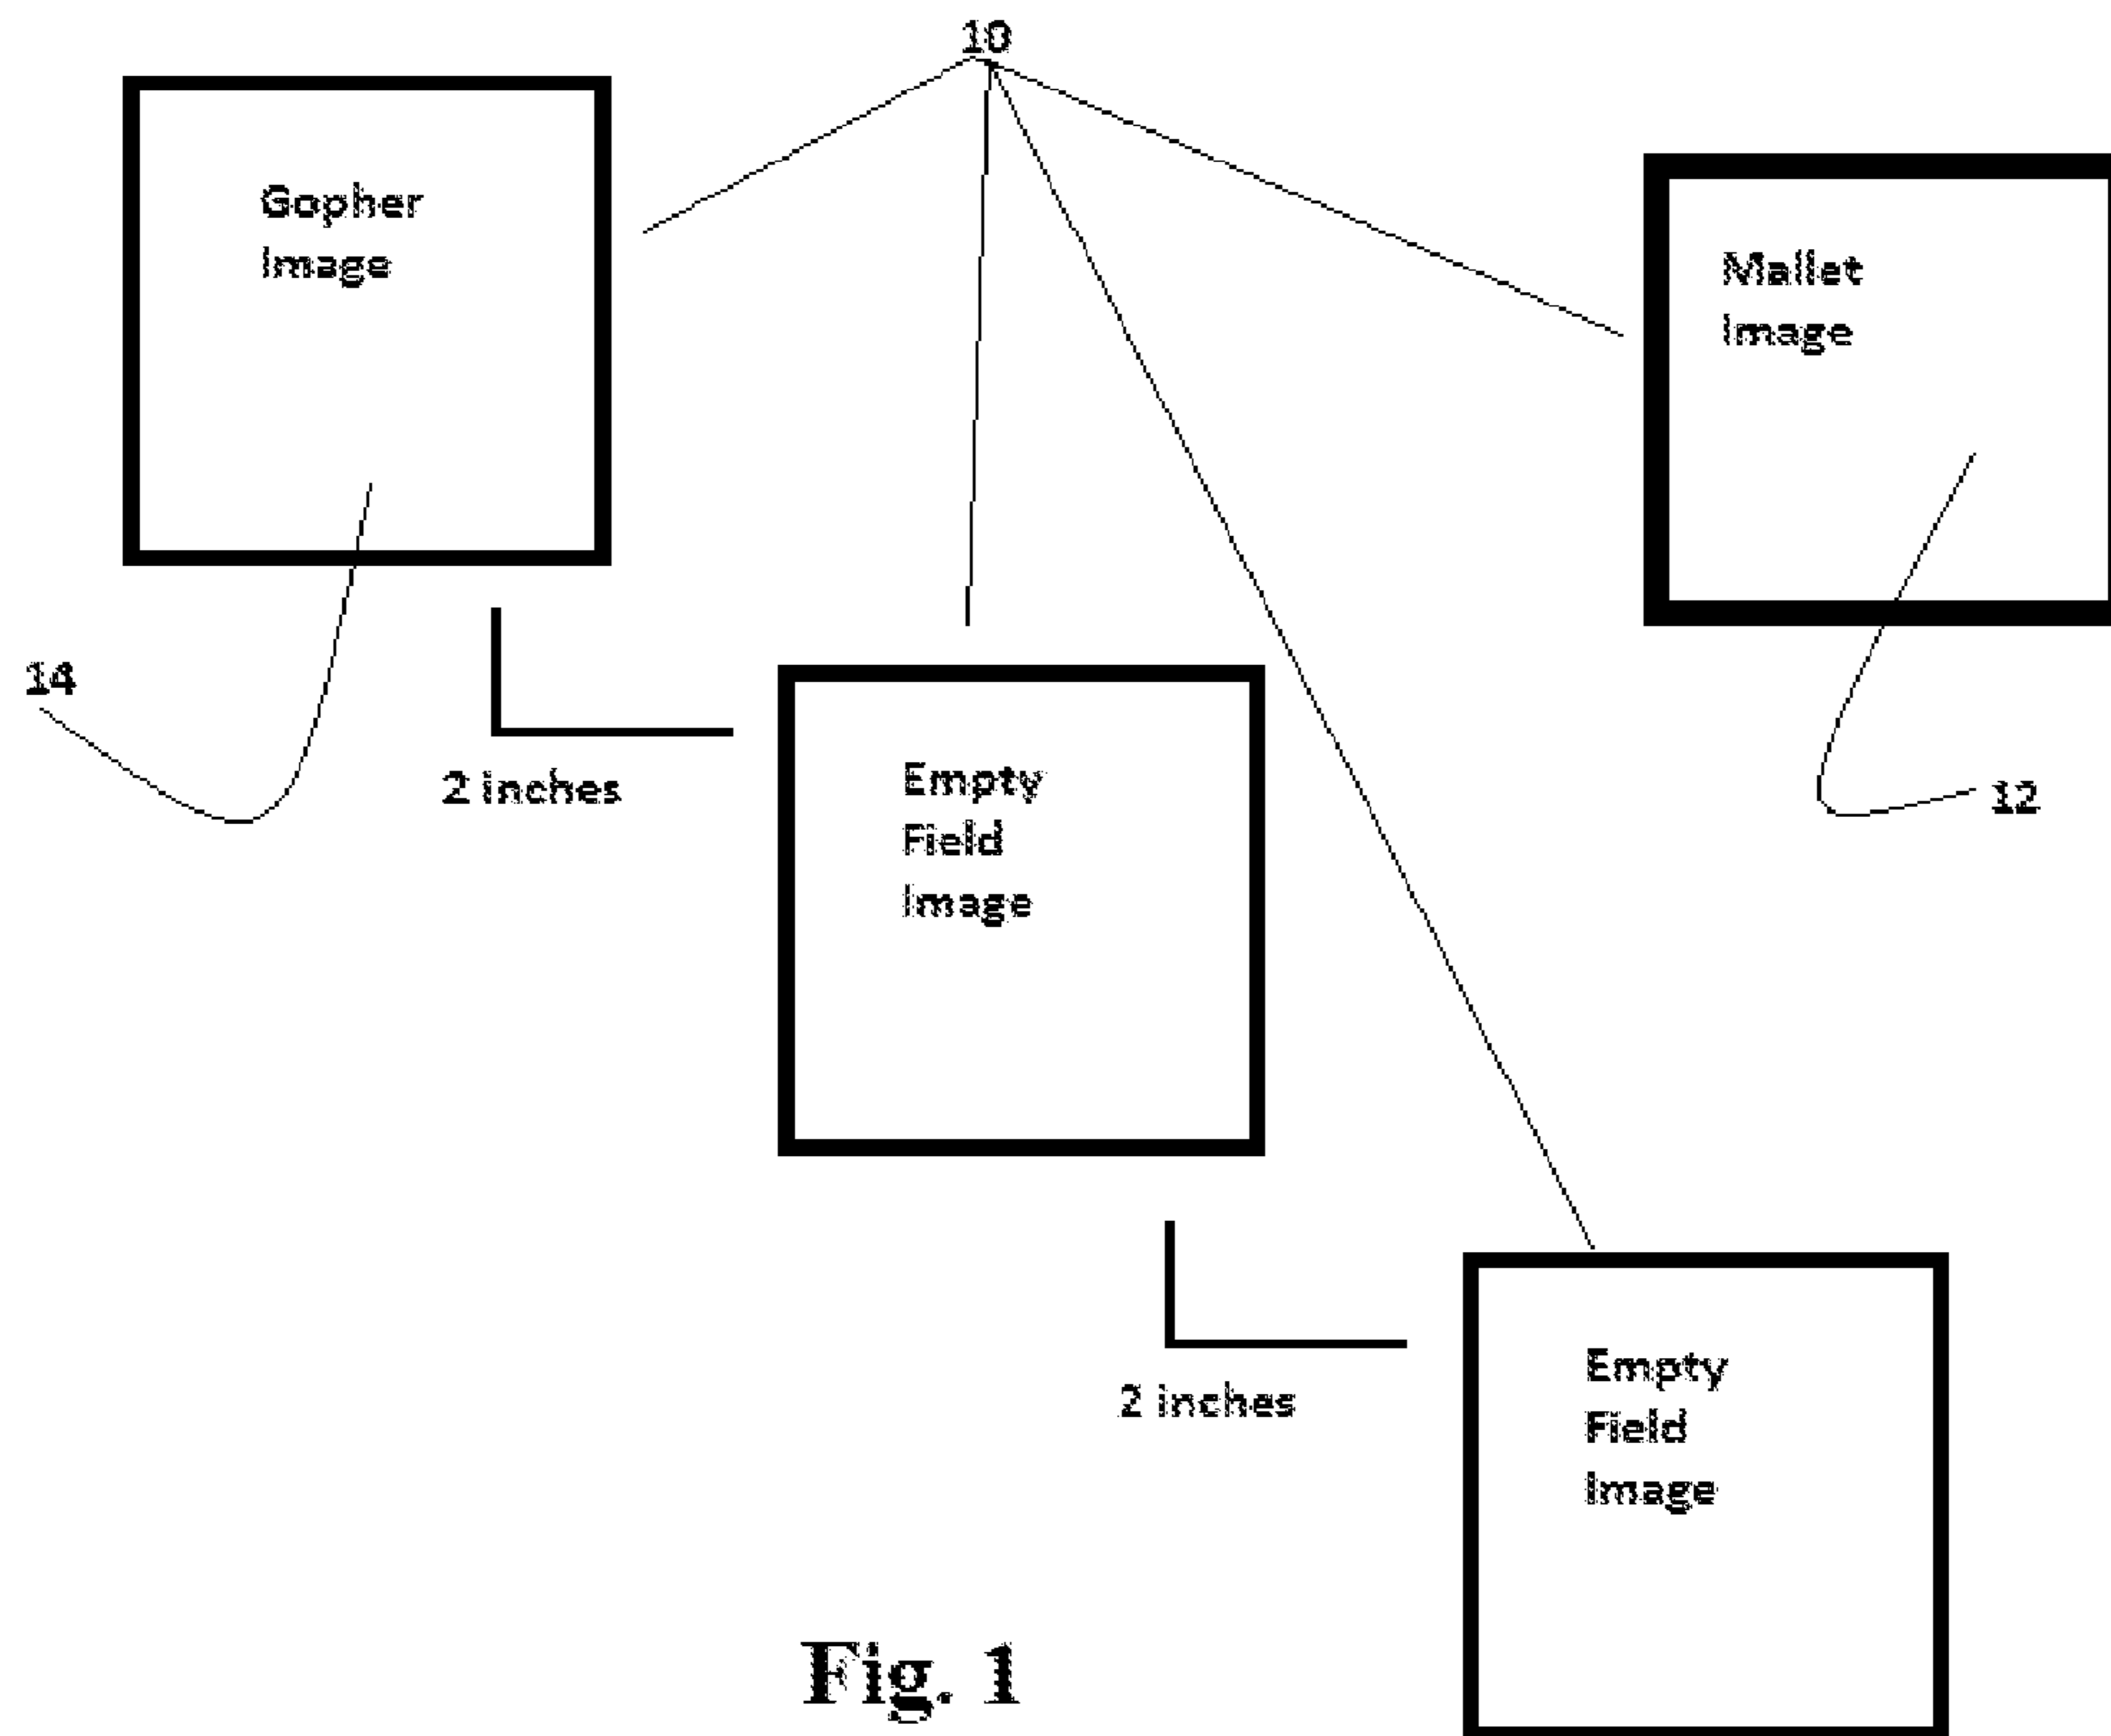 10
Gopher
Image
Mallet
Image
14
2 inches
Empty
Field
Image
12
2 inches
Empty
Field
Image
Fig. 1